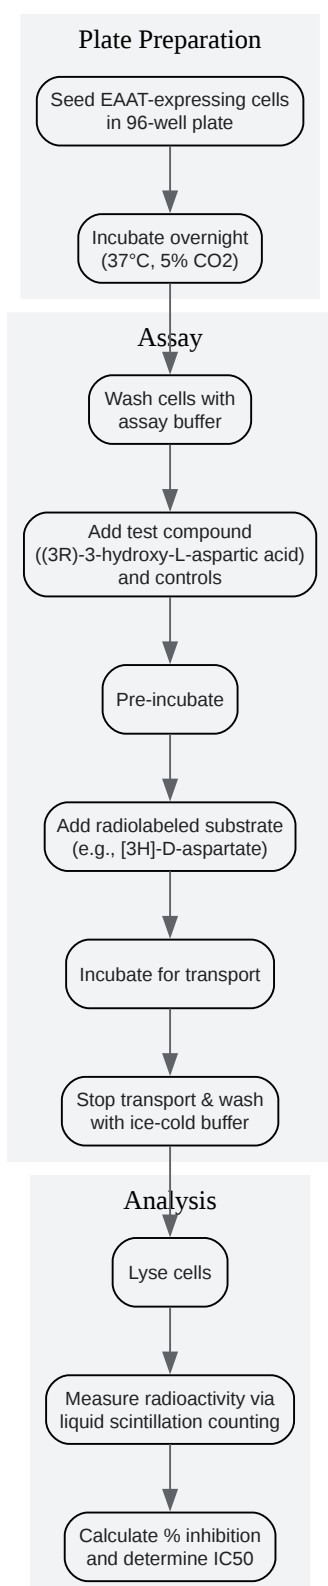 Plate Preparation
Seed EAAT-expressing cells
in 96-well plate
Incubate overnight
(37°C, 5% CO2)
Assay
Wash cells with
assay buffer
Add test compound
((3R)-3-hydroxy-L-aspartic acid)
and controls
Pre-incubate
Add radiolabeled substrate
(e.g., [3H]-D-aspartate)
Incubate for transport
Stop transport & wash
with ice-cold buffer
Analysis
Lyse cells
Measure radioactivity via
liquid scintillation counting
Calculate % inhibition
and determine IC50